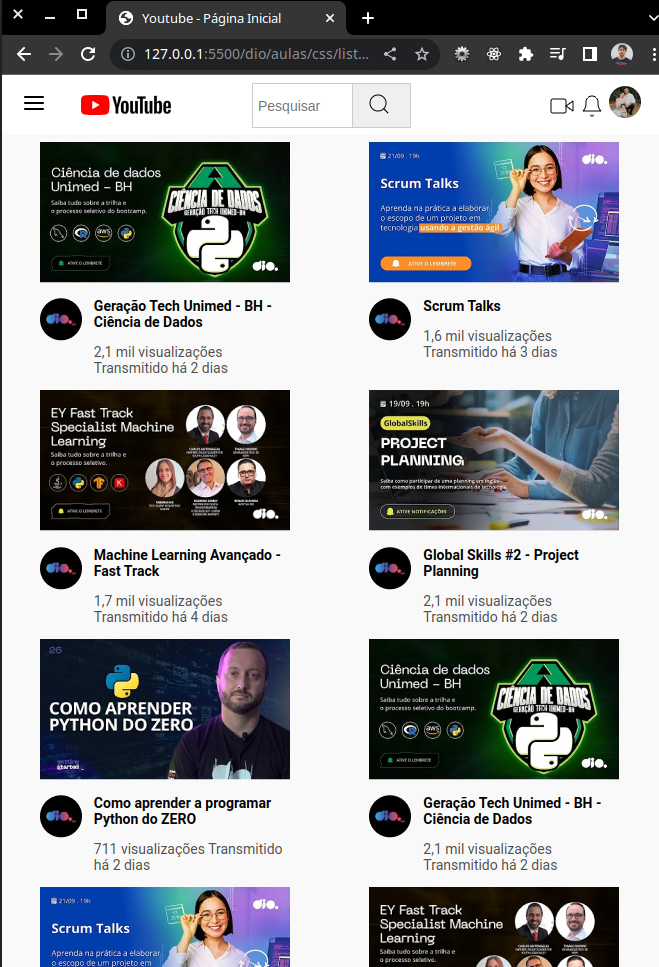 Youtube - Página Inicial
127.0.0.1:5500/dio/aulas/css/list...
YouTube
Pesquisar
Ciência de dados
Unimed – BH
Saiba tudo sobre a trilha e
o processo seletivo do bootcamp.
aws
ATIVE O LEMBRETE
CIÊNCIA DE DADOS
GERAÇÃO TECH UNIMED-BH
dio.
21/09 . 19h
Scrum Talks
Aprenda na prática a elaborar
o escopo de um projeto em
tecnologia usando a gestão ágil
ATIVE O LEMBRETE
dio.
dio.
Geração Tech Unimed - BH -
Ciência de Dados
2,1 mil visualizações
Transmitido há 2 dias
dio.
Scrum Talks
1,6 mil visualizações
Transmitido há 3 dias
EY Fast Track
Specialist Machine
Learning
Saiba tudo sobre a trilha e
o processo seletivo.
ATIVE O LEMBRETE
dio.
19/09 . 19h
GlobalSkills
PROJECT
PLANNING
Saiba como participar de uma planning em inglês
com exemplos de times internacionais de tecnologia
ATIVE NOTIFICAÇÕES
dio.
dio.
Machine Learning Avançado -
Fast Track
1,7 mil visualizações
Transmitido há 4 dias
dio.
Global Skills #2 - Project
Planning
2,1 mil visualizações
Transmitido há 2 dias
26
COMO APRENDER
PYTHON DO ZERO
getting
started
Ciência de dados
Unimed – BH
Saiba tudo sobre a trilha e
o processo seletivo do bootcamp.
aws
ATIVE O LEMBRETE
CIÊNCIA DE DADOS
GERAÇÃO TECH UNIMED-BH
dio.
dio.
Como aprender a programar
Python do ZERO
711 visualizações Transmitido
há 2 dias
dio.
Geração Tech Unimed - BH -
Ciência de Dados
2,1 mil visualizações
Transmitido há 2 dias
21/09 . 19h
Scrum Talks
Aprenda na prática a elaborar
o escopo de um projeto em
dio.
EY Fast Track
Specialist Machine
Learning
Saiba tudo sobre a trilha e
o processo seletivo.